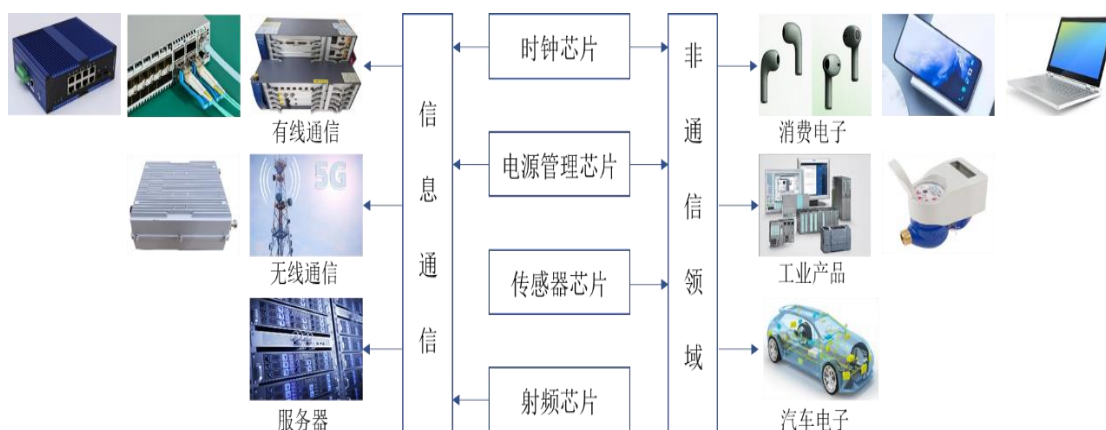 时钟芯片
电源管理芯片
传感器芯片
射频芯片
信息通信
非通信领域
有线通信
5G
无线通信
服务器
消费电子
工业产品
汽车电子